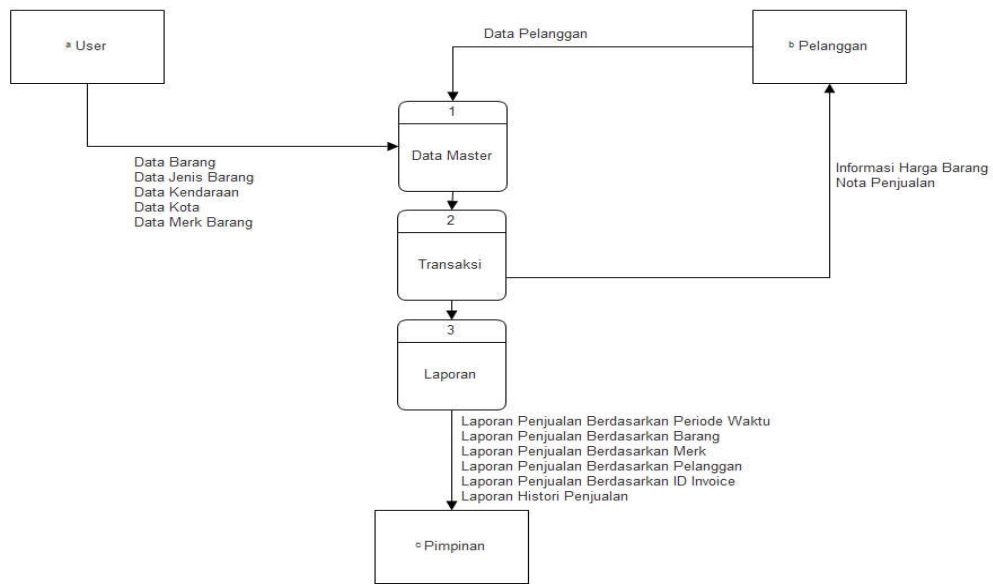 a User
Data Pelanggan
b Pelanggan
1
Data Master
Data Barang
Data Jenis Barang
Data Kendaraan
Data Kota
Data Merk Barang
Informasi Harga Barang
Nota Penjualan
2
Transaksi
3
Laporan
Laporan Penjualan Berdasarkan Periode Waktu
Laporan Penjualan Berdasarkan Barang
Laporan Penjualan Berdasarkan Merk
Laporan Penjualan Berdasarkan Pelanggan
Laporan Penjualan Berdasarkan ID Invoice
Laporan Histori Penjualan
c Pimpinan